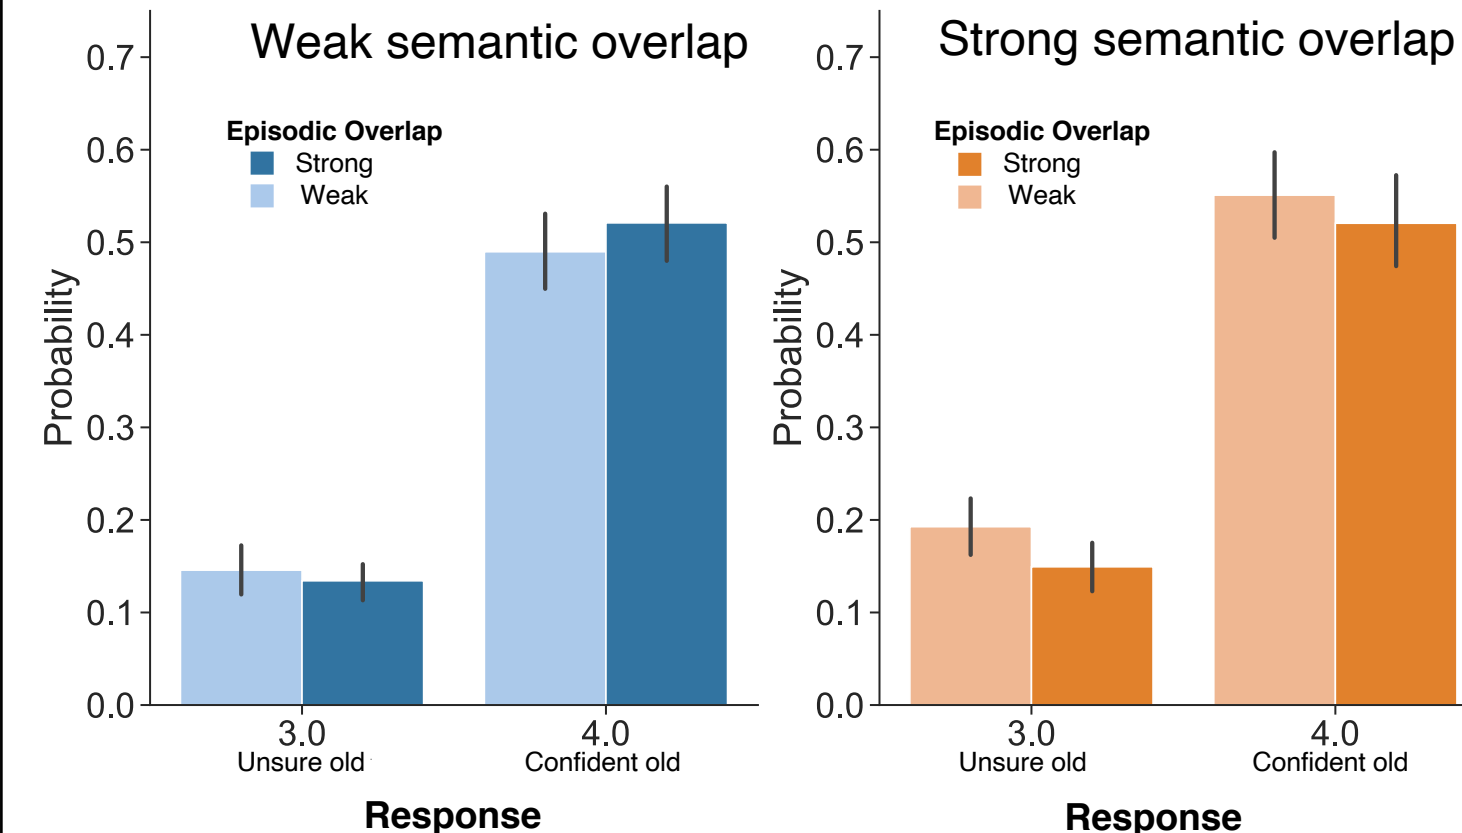 Weak semantic overlap
Episodic Overlap
Strong
Weak
Probability
0.7
0.6
0.5
0.4
0.3
0.2
0.1
0.0
3.0
4.0
Unsure old
Confident old
Response
Strong semantic overlap
Episodic Overlap
Strong
Weak
Probability
0.7
0.6
0.5
0.4
0.3
0.2
0.1
0.0
3.0
4.0
Unsure old
Confident old
Response